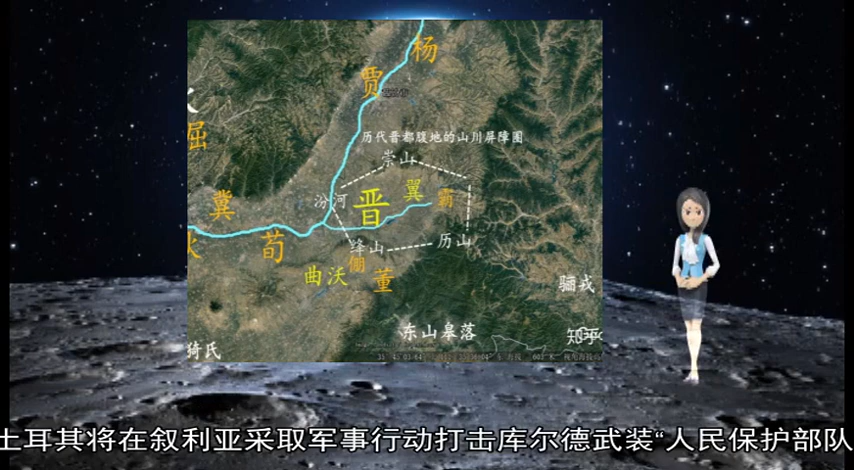 杨
贾
屈
历代晋都腹地的山川屏障图
崇山
冀
汾河
晋
翼
霸
荀
绛山
历山
倗
曲沃
董
骊戎
东山皋落
知乎
猗氏
土耳其将在叙利亚采取军事行动打击库尔德武装“人民保护部队